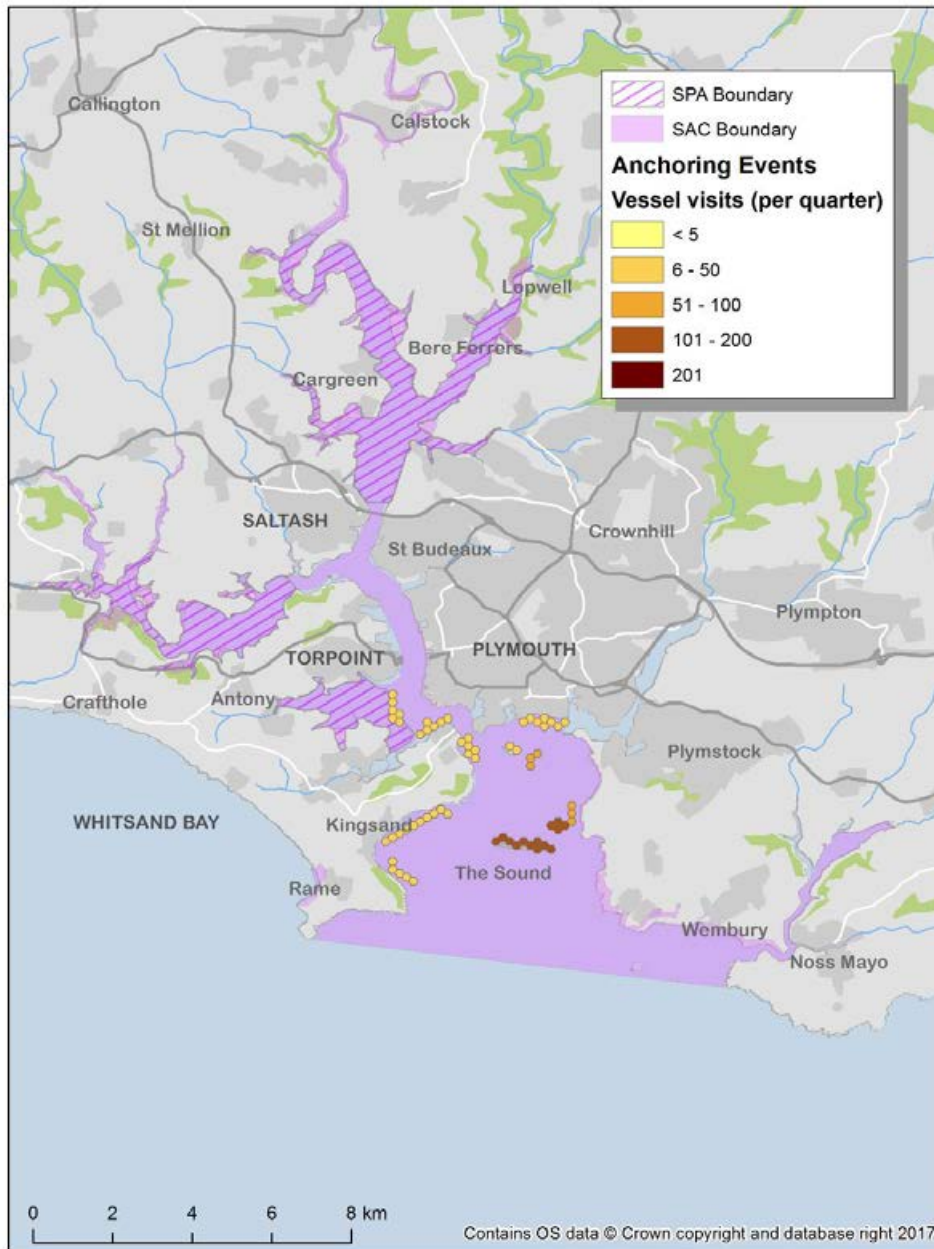 SPA Boundary
SAC Boundary
Anchoring Events
Vessel visits (per quarter)
< 5
6 - 50
51 - 100
101 - 200
201
Callington
Calstock
St Mellion
Lopwell
Bere Ferrers
Cargreen
SALTASH
St Budeaux
Crownhill
Plympton
TORPOINT
PLYMOUTH
Crafthole
Antony
Plymstock
WHITSAND BAY
Kingsand
The Sound
Rame
Wembury
Noss Mayo
0 2 4 6 8 km
Contains OS data © Crown copyright and database right 2017